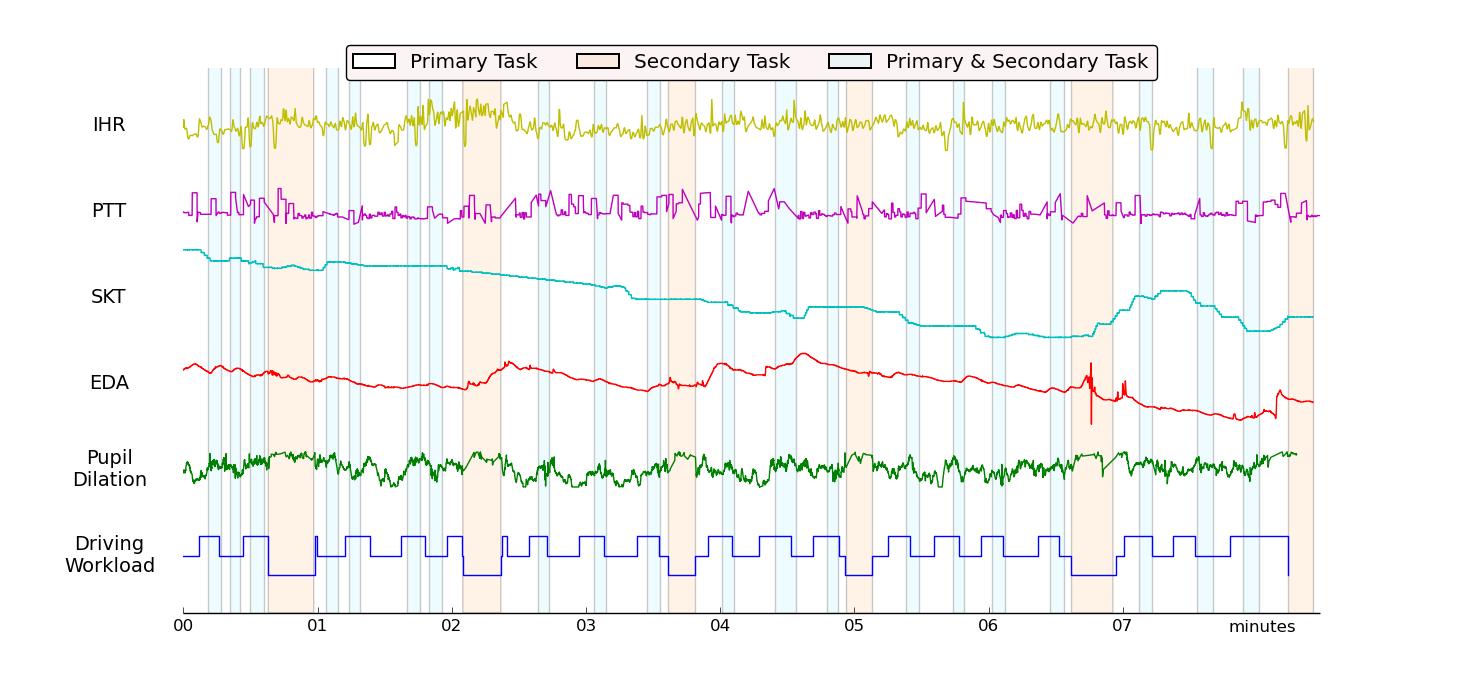 Primary Task Secondary Task Primary & Secondary Task
IHR
PTT
SKT
EDA
Pupil
Dilation
Driving
Workload
00 01 02 03 04 05 06 07 minutes